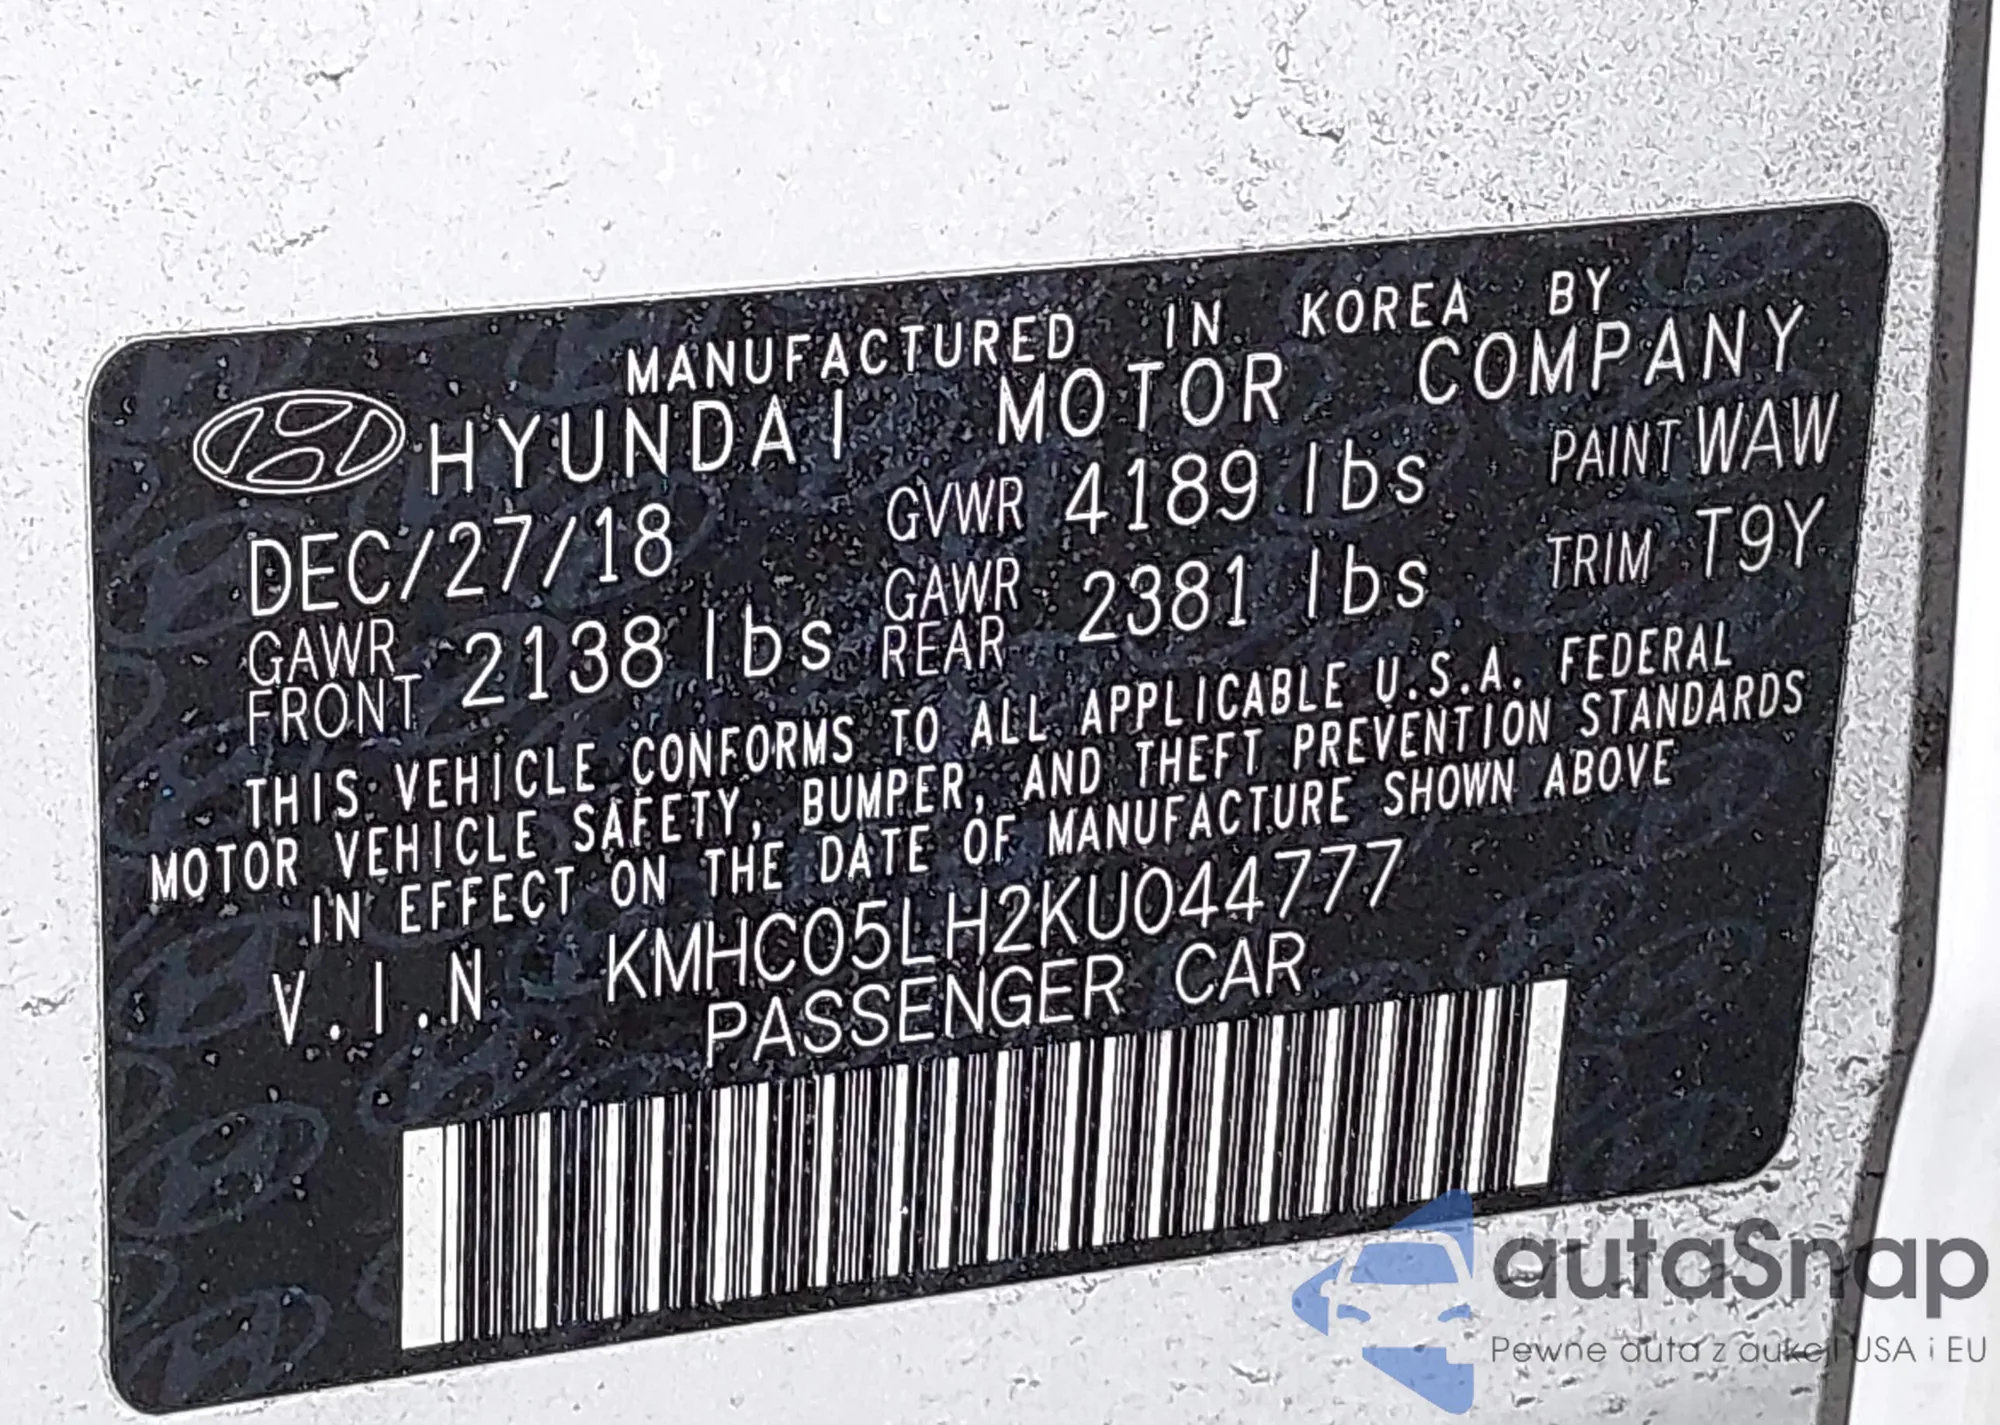 MANUFACTURED IN KOREA BY
HYUNDAI MOTOR COMPANY
DEC/27/18 GVWR 4189 lbs PAINT WAW
GAWR FRONT 2138 lbs GAWR REAR 2381 lbs TRIM T9Y
THIS VEHICLE CONFORMS TO ALL APPLICABLE U.S.A. FEDERAL
MOTOR VEHICLE SAFETY, BUMPER, AND THEFT PREVENTION STANDARDS
IN EFFECT ON THE DATE OF MANUFACTURE SHOWN ABOVE
V.I.N KMHC05LH2KU044777
PASSENGER CAR
autaSnap
Pewne auta z aukcji USA i EU